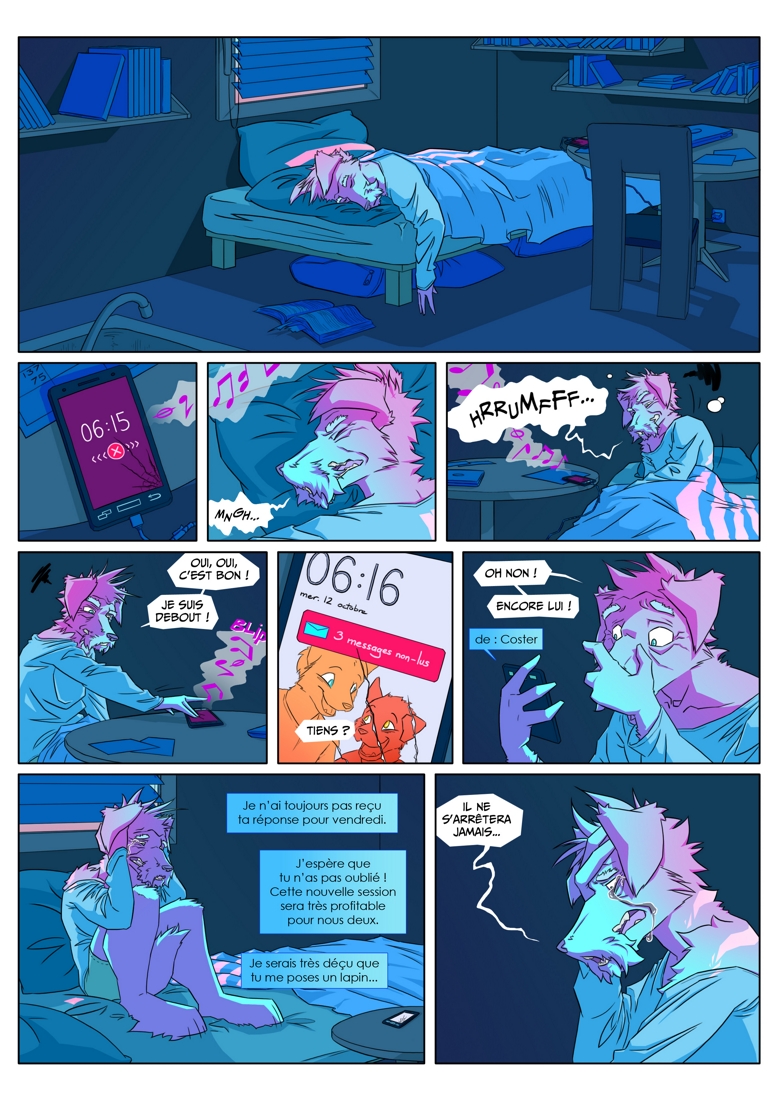 137
75
06:15
MNGH...
HRRUMFFF...
OUI, OUI,
C'EST BON !
JE SUIS
DEBOUT !
BLIP
06:16
mer. 12 octobre
3 messages non-lus
TIENS ?
OH NON !
ENCORE LUI !
de : Coster
Je n'ai toujours pas reçu
ta réponse pour vendredi.
J'espère que
tu n'as pas oublié !
Cette nouvelle session
sera très profitable
pour nous deux.
Je serais très déçu que
tu me poses un lapin...
IL NE
S'ARRÊTERA
JAMAIS...